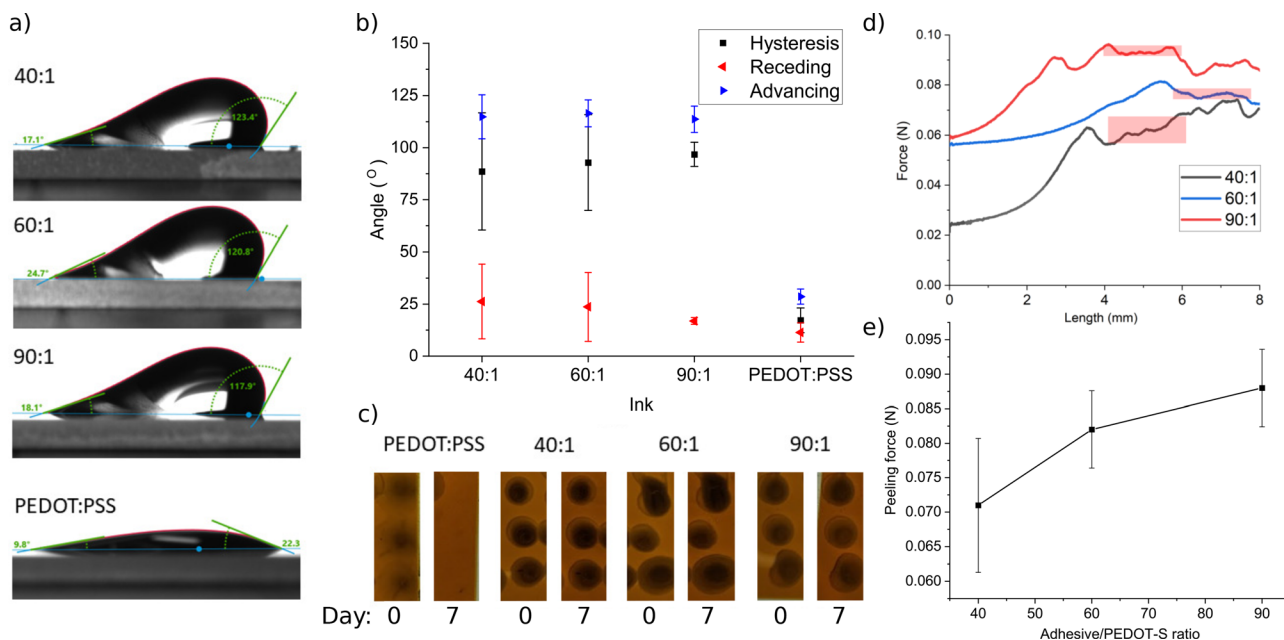 a)
40:1
17.1°
123.4°
60:1
24.7°
120.8°
90:1
18.1°
117.9°
PEDOT:PSS
9.8°
22.3
b)
150
125
100
75
50
25
0
Angle (°)
Hysteresis
Receding
Advancing
40:1 60:1 90:1 PEDOT:PSS
Ink
c)
PEDOT:PSS 40:1 60:1 90:1
Day: 0 7 0 7 0 7 0 7
d)
0.10
0.08
0.06
0.04
0.02
0.00
Force (N)
40:1
60:1
90:1
0 2 4 6 8
Length (mm)
e)
0.095
0.090
0.085
0.080
0.075
0.070
0.065
0.060
Peeling force (N)
40 50 60 70 80 90
Adhesive/PEDOT-S ratio